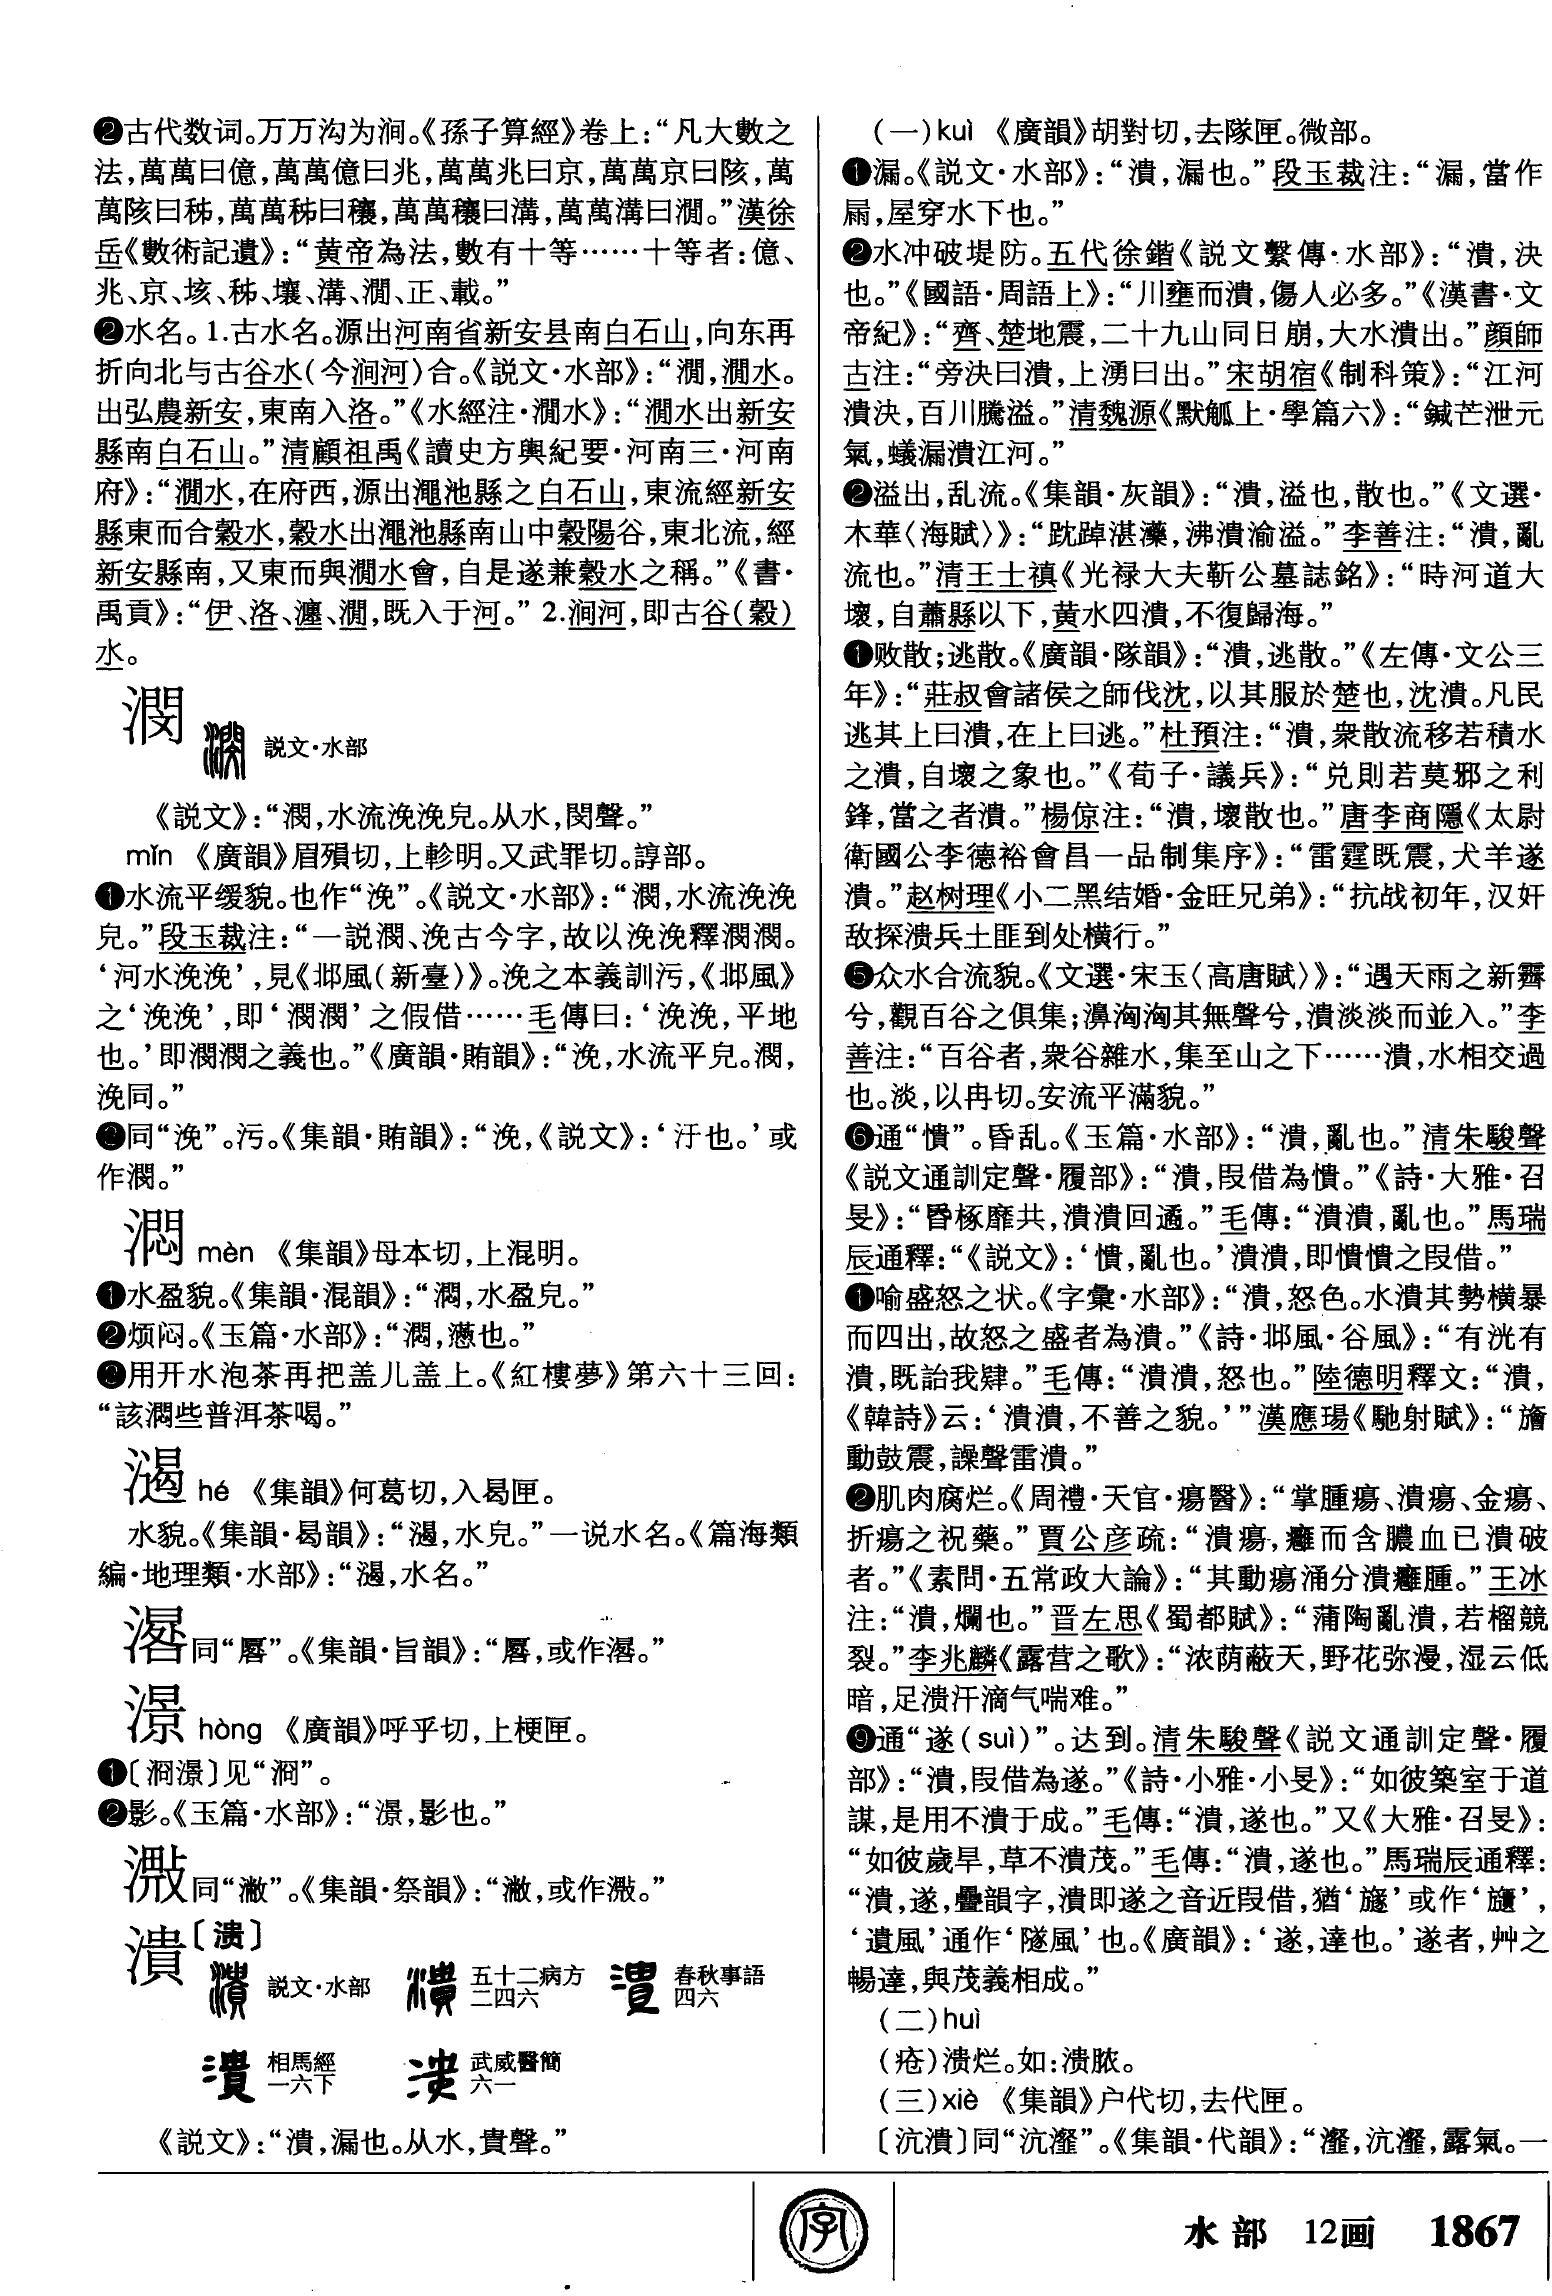 ❷古代数词。万万沟为涧。《孫子算經》卷上：“凡大數之
法，萬萬曰億，萬萬億曰兆，萬萬兆曰京，萬萬京曰陔，萬
萬陔曰秭，萬萬秭曰穰，萬萬穰曰溝，萬萬溝曰澗。”漢徐
岳《數術記遺》：“黄帝為法，數有十等……十等者：億、
兆、京、垓、秭、壤、溝、澗、正、載。”
❷水名。1.古水名。源出河南省新安县南白石山，向东再
折向北与古谷水（今涧河）合。《説文·水部》：“澗，澗水。
出弘農新安，東南入洛。”《水經注·澗水》：“澗水出新安
縣南白石山。”清顧祖禹《讀史方輿紀要·河南三·河南
府》：“澗水，在府西，源出澠池縣之白石山，東流經新安
縣東而合穀水，穀水出澠池縣南山中穀陽谷，東北流，經
新安縣南，又東而與澗水會，自是遂兼穀水之稱。”《書·
禹貢》：“伊、洛、瀍、澗，既入于河。” 2.涧河，即古谷（穀）
水。
潣 説文·水部
《説文》：“潣，水流浼浼皃。从水，閔聲。”
mǐn 《廣韻》眉殞切，上軫明。又武罪切。諄部。
❶水流平缓貌。也作“浼”。《説文·水部》：“潣，水流浼浼
皃。”段玉裁注：“一説潣、浼古今字，故以浼浼釋潣潣。
‘河水浼浼’，見《邶風（新臺）》。浼之本義訓污，《邶風》
之‘浼浼’，即‘潣潣’之假借……毛傳曰：‘浼浼，平地
也。’即潣潣之義也。”《廣韻·賄韻》：“浼，水流平皃。潣，
浼同。”
❷同“浼”。污。《集韻·賄韻》：“浼，《説文》：‘汙也。’或
作潣。”
燜 mèn 《集韻》母本切，上混明。
❶水盈貌。《集韻·混韻》：“，水盈皃。”
❷烦闷。《玉篇·水部》：“，懣也。”
❸用开水泡茶再把盖儿盖上。《紅樓夢》第六十三回：
“該些普洱茶喝。”
hé 《集韻》何葛切，入曷匣。
水貌。《集韻·曷韻》：“，水皃。”一说水名。《篇海類
編·地理類·水部》：“，水名。”
同“厬”。《集韻·旨韻》：“厬，或作。”
澋 hòng 《廣韻》呼乎切，上梗匣。
❶〔澗澋〕见“澗”。
❷影。《玉篇·水部》：“澋，影也。”
同“潎”。《集韻·祭韻》：“潎，或作。”
潰〔溃〕
説文·水部 五十二病方二四六 春秋事語四六
相馬經一六下 武威醫簡六一
《説文》：“潰，漏也。从水，貴聲。”
（一）kuì 《廣韻》胡對切，去隊匣。微部。
❶漏。《説文·水部》：“潰，漏也。”段玉裁注：“漏，當作
屚，屋穿水下也。”
❷水冲破堤防。五代徐鍇《説文繫傳·水部》：“潰，決
也。”《國語·周語上》：“川壅而潰，傷人必多。”《漢書·文
帝紀》：“齊、楚地震，二十九山同日崩，大水潰出。”顔師
古注：“旁決曰潰，上湧曰出。”宋胡宿《制科策》：“江河
潰決，百川騰溢。”清魏源《默觚上·學篇六》：“鍼芒泄元
氣，蟻漏潰江河。”
❷溢出，乱流。《集韻·灰韻》：“潰，溢也，散也。”《文選·
木華〈海賦〉》：“䟢踔湛藻，沸潰渝溢。”李善注：“潰，亂
流也。”清王士禛《光禄大夫靳公墓誌銘》：“時河道大
壞，自蕭縣以下，黄水四潰，不復歸海。”
❶败散；逃散。《廣韻·隊韻》：“潰，逃散。”《左傳·文公三
年》：“莊叔會諸侯之師伐沈，以其服於楚也，沈潰。凡民
逃其上曰潰，在上曰逃。”杜預注：“潰，衆散流移若積水
之潰，自壞之象也。”《荀子·議兵》：“兑則若莫邪之利
鋒，當之者潰。”楊倞注：“潰，壞散也。”唐李商隱《太尉
衛國公李德裕會昌一品制集序》：“雷霆既震，犬羊遂
潰。”赵树理《小二黑结婚·金旺兄弟》：“抗战初年，汉奸
敌探溃兵土匪到处横行。”
❺众水合流貌。《文選·宋玉〈高唐賦〉》：“遇天雨之新霽
兮，觀百谷之俱集；濞洶洶其無聲兮，潰淡淡而並入。”李
善注：“百谷者，衆谷雜水，集至山之下……潰，水相交過
也。淡，以冉切。安流平滿貌。”
❻通“憒”。昏乱。《玉篇·水部》：“潰，亂也。”清朱駿聲
《説文通訓定聲·履部》：“潰，叚借為憒。”《詩·大雅·召
旻》：“昏椓靡共，潰潰回遹。”毛傳：“潰潰，亂也。”馬瑞
辰通釋：“《説文》：‘憒，亂也。’潰潰，即憒憒之叚借。”
❶喻盛怒之状。《字彙·水部》：“潰，怒色。水潰其勢横暴
而四出，故怒之盛者為潰。”《詩·邶風·谷風》：“有洸有
潰，既詒我肄。”毛傳：“潰潰，怒也。”陸德明釋文：“潰，
《韓詩》云：‘潰潰，不善之貌。’”漢應瑒《馳射賦》：“旝
動鼓震，譟聲雷潰。”
❷肌肉腐烂。《周禮·天官·瘍醫》：“掌腫瘍、潰瘍、金瘍、
折瘍之祝藥。”賈公彦疏：“潰瘍，癰而含膿血已潰破
者。”《素問·五常政大論》：“其動瘍涌分潰癰腫。”王冰
注：“潰，爛也。”晋左思《蜀都賦》：“蒲陶亂潰，若榴競
裂。”李兆麟《露营之歌》：“浓荫蔽天，野花弥漫，湿云低
暗，足溃汗滴气喘难。”
❾通“遂（suì）”。达到。清朱駿聲《説文通訓定聲·履
部》：“潰，叚借為遂。”《詩·小雅·小旻》：“如彼築室于道
謀，是用不潰于成。”毛傳：“潰，遂也。”又《大雅·召旻》：
“如彼歲旱，草不潰茂。”毛傳：“潰，遂也。”馬瑞辰通釋：
“潰，遂，疊韻字，潰即遂之音近叚借，猶‘旞’或作‘䍁’，
‘遺風’通作‘隧風’也。《廣韻》：‘遂，達也。’遂者，艸之
暢達，與茂義相成。”
（二）huì
（疮）溃烂。如：溃脓。
（三）xiè 《集韻》户代切，去代匣。
〔沆潰〕同“沆瀣”。《集韻·代韻》：“瀣，沆瀣，露氣。一
字
水部 12画 1867